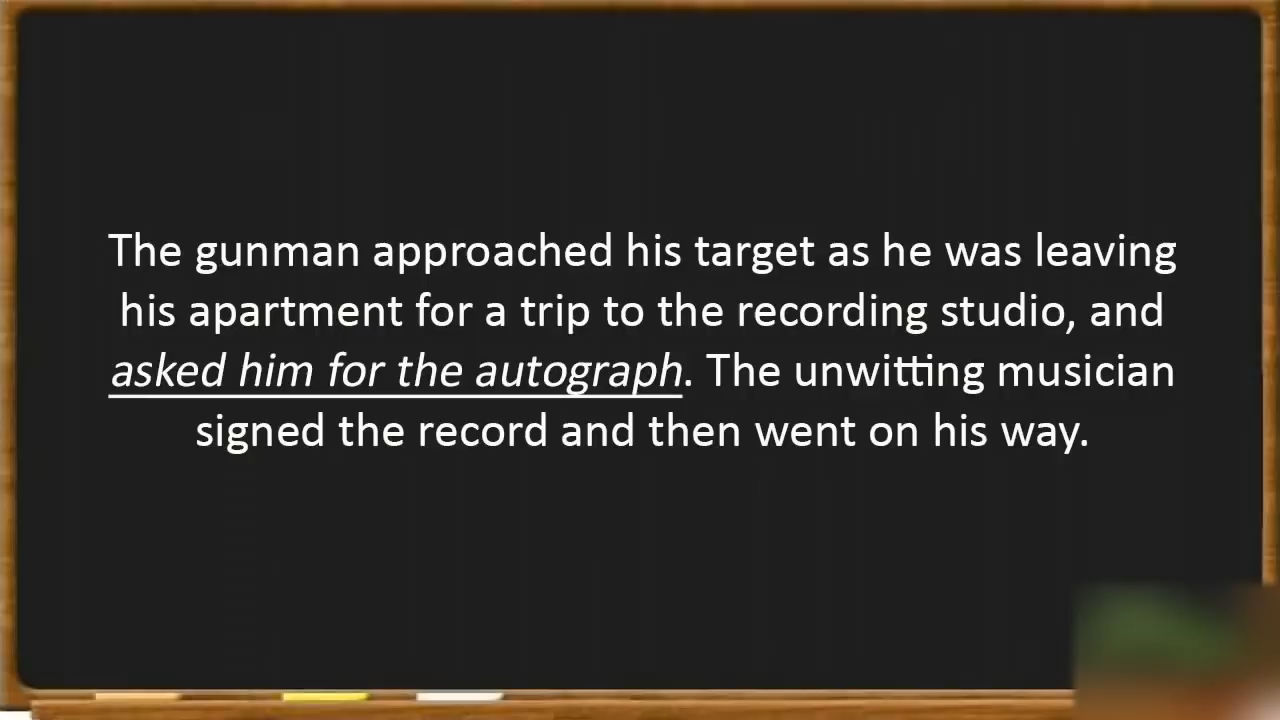 The gunman approached his target as he was leaving
his apartment for a trip to the recording studio, and
asked him for the autograph. The unwitting musician
signed the record and then went on his way.